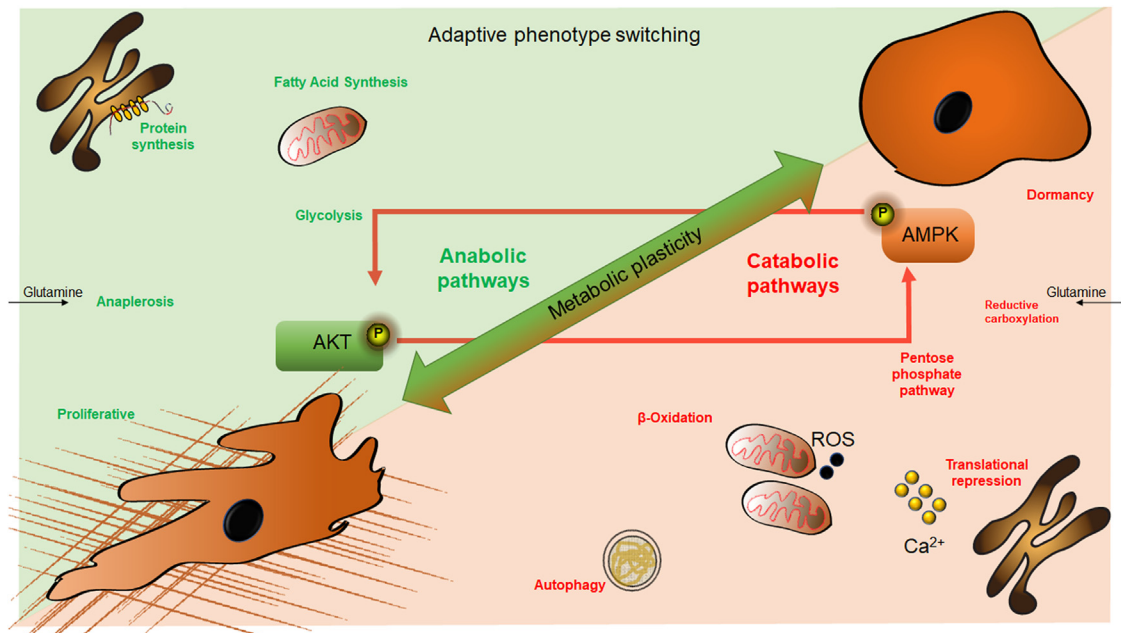 Adaptive phenotype switching
Fatty Acid Synthesis
Protein
synthesis
Dormancy
Glycolysis
P
AMPK
Anabolic
pathways
Metabolic plasticity
Catabolic
pathways
Glutamine
Anaplerosis
Glutamine
Reductive
carboxylation
AKT
P
Pentose
phosphate
pathway
Proliferative
β-Oxidation
ROS
Translational
repression
Ca2+
Autophagy